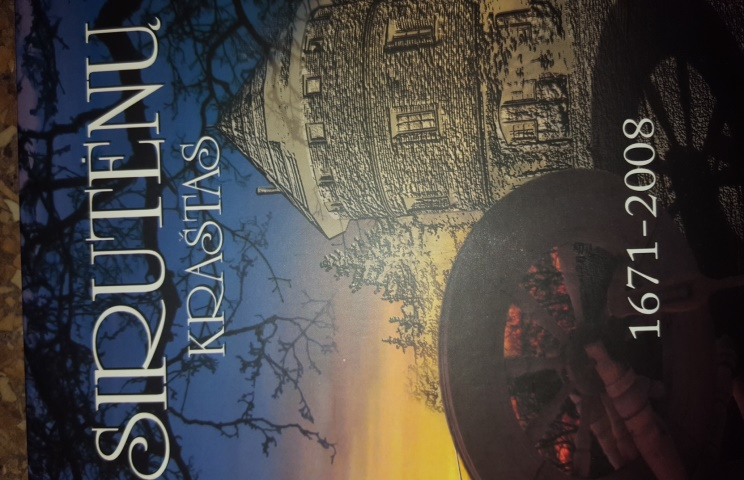 SIRUTĖNŲ
KRAŠTAS
1671-2008